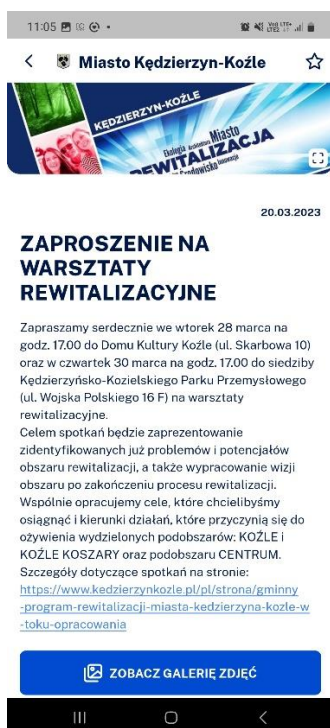 11:05
Miasto Kędzierzyn-Koźle
KĘDZIERZYN-KOŹLE
Miasto
Ekologia
REWITALIZACJA
Środowisko
20.03.2023
ZAPROSZENIE NA
WARSZTATY
REWITALIZACYJNE
Zapraszamy serdecznie we wtorek 28 marca na
godz. 17.00 do Domu Kultury Koźle (ul. Skarbowa 10)
oraz w czwartek 30 marca na godz. 17.00 do siedziby
Kędzierzyńsko-Kozielskiego Parku Przemysłowego
(ul. Wojska Polskiego 16 F) na warsztaty
rewitalizacyjne.
Celem spotkań będzie zaprezentowanie
zidentyfikowanych już problemów i potencjałów
obszaru rewitalizacji, a także wypracowanie wizji
obszaru po zakończeniu procesu rewitalizacji.
Wspólnie opracujemy cele, które chcielibyśmy
osiągnąć i kierunki działań, które przyczynią się do
ożywienia wydzielonych podobszarów: KOŹLE i
KOŹLE KOSZARY oraz podobszaru CENTRUM.
Szczegóły dotyczące spotkań na stronie:
https://www.kedzierzynkozle.pl/pl/strona/gminny
-program-rewitalizacji-miasta-kedzierzyna-kozle-w
-toku-opracowania
ZOBACZ GALERIĘ ZDJĘĆ